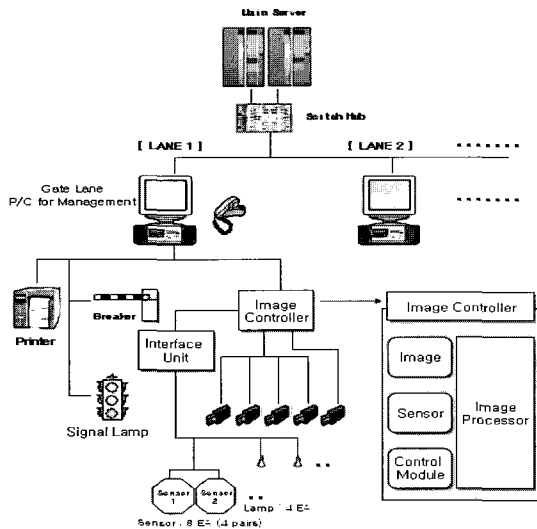 Main Server
Switch Hub
[ LANE 1 ]
[ LANE 2 ]
Gate Lane
P/C for Management
Printer
Breaker
Signal Lamp
Interface
Unit
Image
Controller
Image Controller
Image
Sensor
Control
Module
Image
Processor
Sensor
1
Sensor
2
Lamp : 4 EA
Sensor : 8 EA (4 pairs)